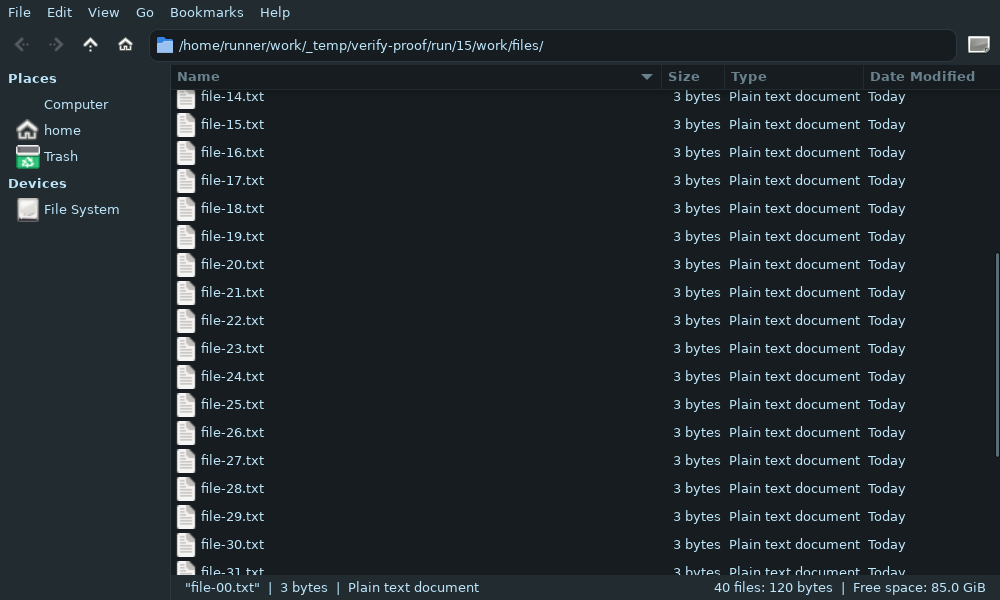 File Edit View Go Bookmarks Help
/home/runner/work/_temp/verify-proof/run/15/work/files/
Places
Computer
home
Trash
Devices
File System
Name Size Type Date Modified
file-14.txt 3 bytes Plain text document Today
file-15.txt 3 bytes Plain text document Today
file-16.txt 3 bytes Plain text document Today
file-17.txt 3 bytes Plain text document Today
file-18.txt 3 bytes Plain text document Today
file-19.txt 3 bytes Plain text document Today
file-20.txt 3 bytes Plain text document Today
file-21.txt 3 bytes Plain text document Today
file-22.txt 3 bytes Plain text document Today
file-23.txt 3 bytes Plain text document Today
file-24.txt 3 bytes Plain text document Today
file-25.txt 3 bytes Plain text document Today
file-26.txt 3 bytes Plain text document Today
file-27.txt 3 bytes Plain text document Today
file-28.txt 3 bytes Plain text document Today
file-29.txt 3 bytes Plain text document Today
file-30.txt 3 bytes Plain text document Today
file-31.txt 3 bytes Plain text document Today
"file-00.txt" | 3 bytes | Plain text document 40 files: 120 bytes | Free space: 85.0 GiB